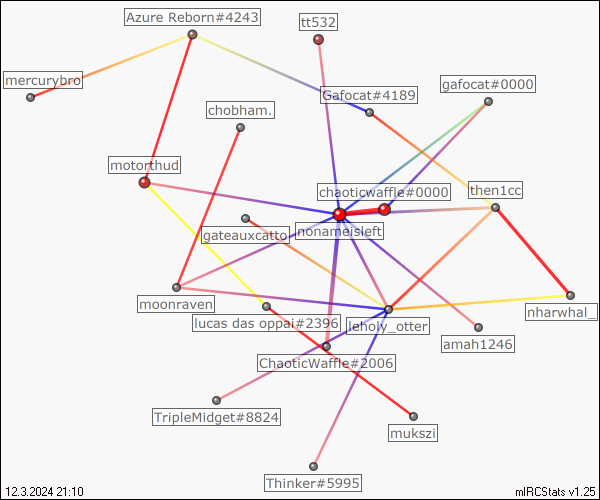 Azure Reborn#4243
tt532
mercurybro
Gafocat#4189
gafocat#0000
chobham.
motorthud
chaoticwaffle#0000
then1cc
gateauxcatto
nonameisleft
moonraven
lucas das oppai#2396
leholy_otter
nharwhal_
amah1246
ChaoticWaffle#2006
TripleMidget#8824
mukszi
Thinker#5995
12.3.2024 21:10
mIRCStats v1.25